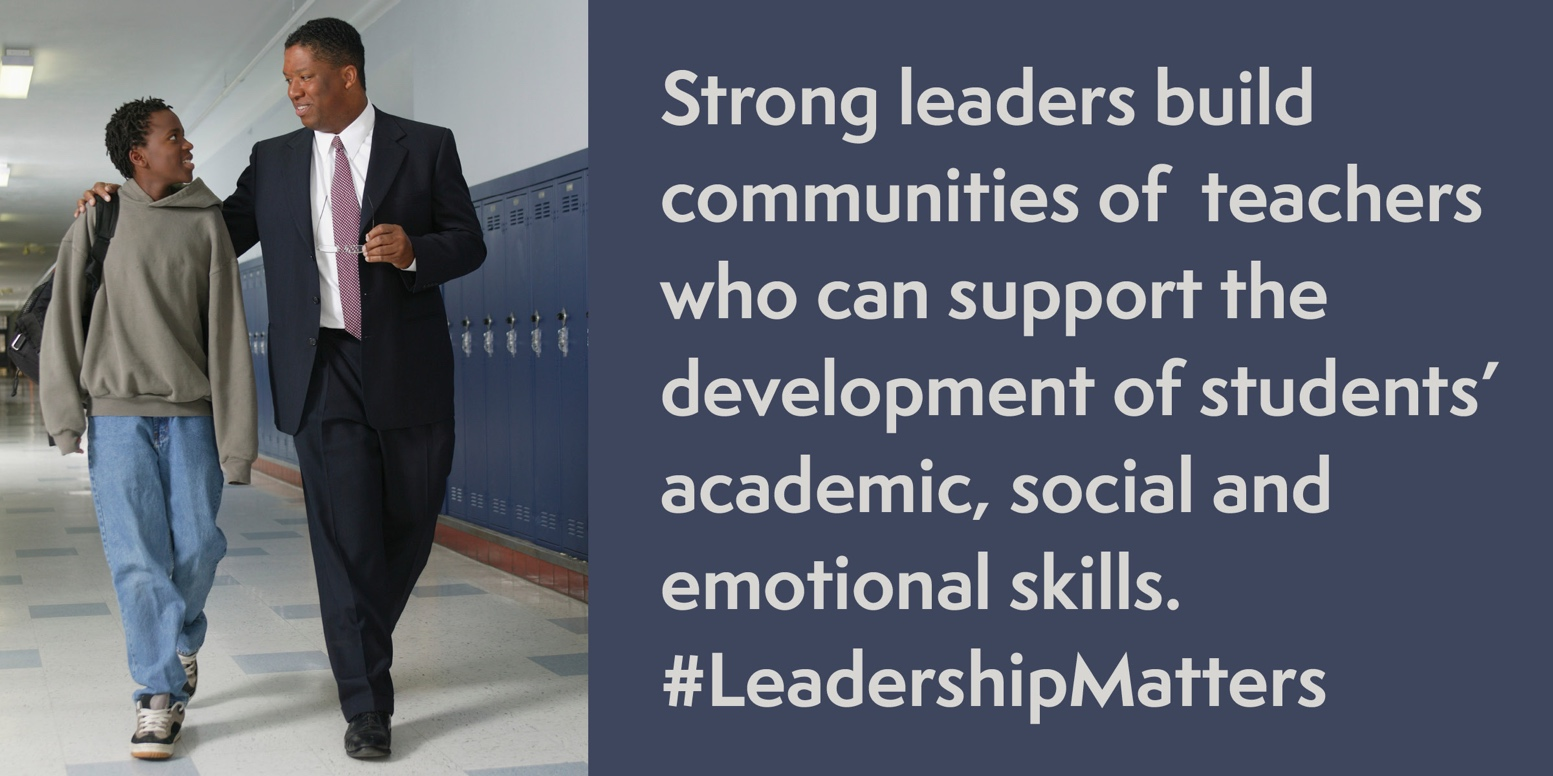 Strong leaders build
communities of  teachers
who can support the
development of students’
academic, social and
emotional skills.
#LeadershipMatters